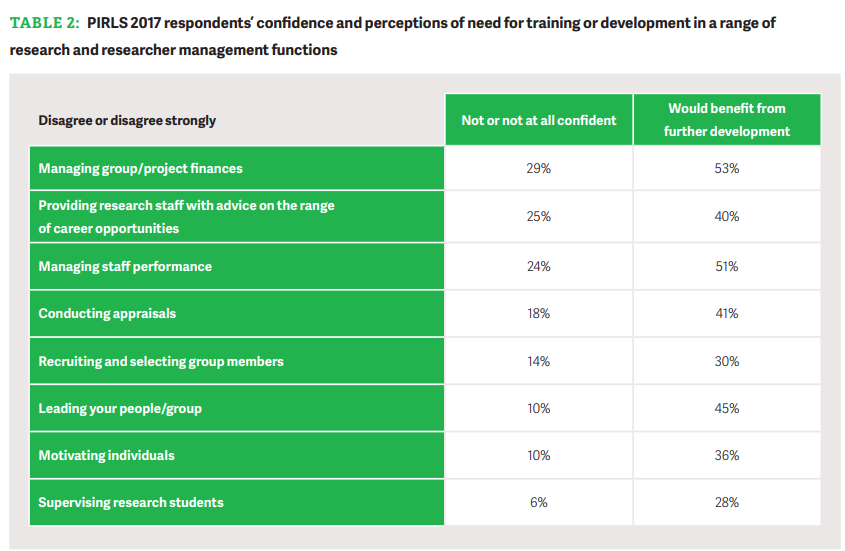 TABLE 2: PIRLS 2017 respondents’ confidence and perceptions of need for training or development in a range of
research and researcher management functions
Disagree or disagree strongly
Not or not at all confident
Would benefit from
further development
Managing group/project finances
29%
53%
Providing research staff with advice on the range
of career opportunities
25%
40%
Managing staff performance
24%
51%
Conducting appraisals
18%
41%
Recruiting and selecting group members
14%
30%
Leading your people/group
10%
45%
Motivating individuals
10%
36%
Supervising research students
6%
28%